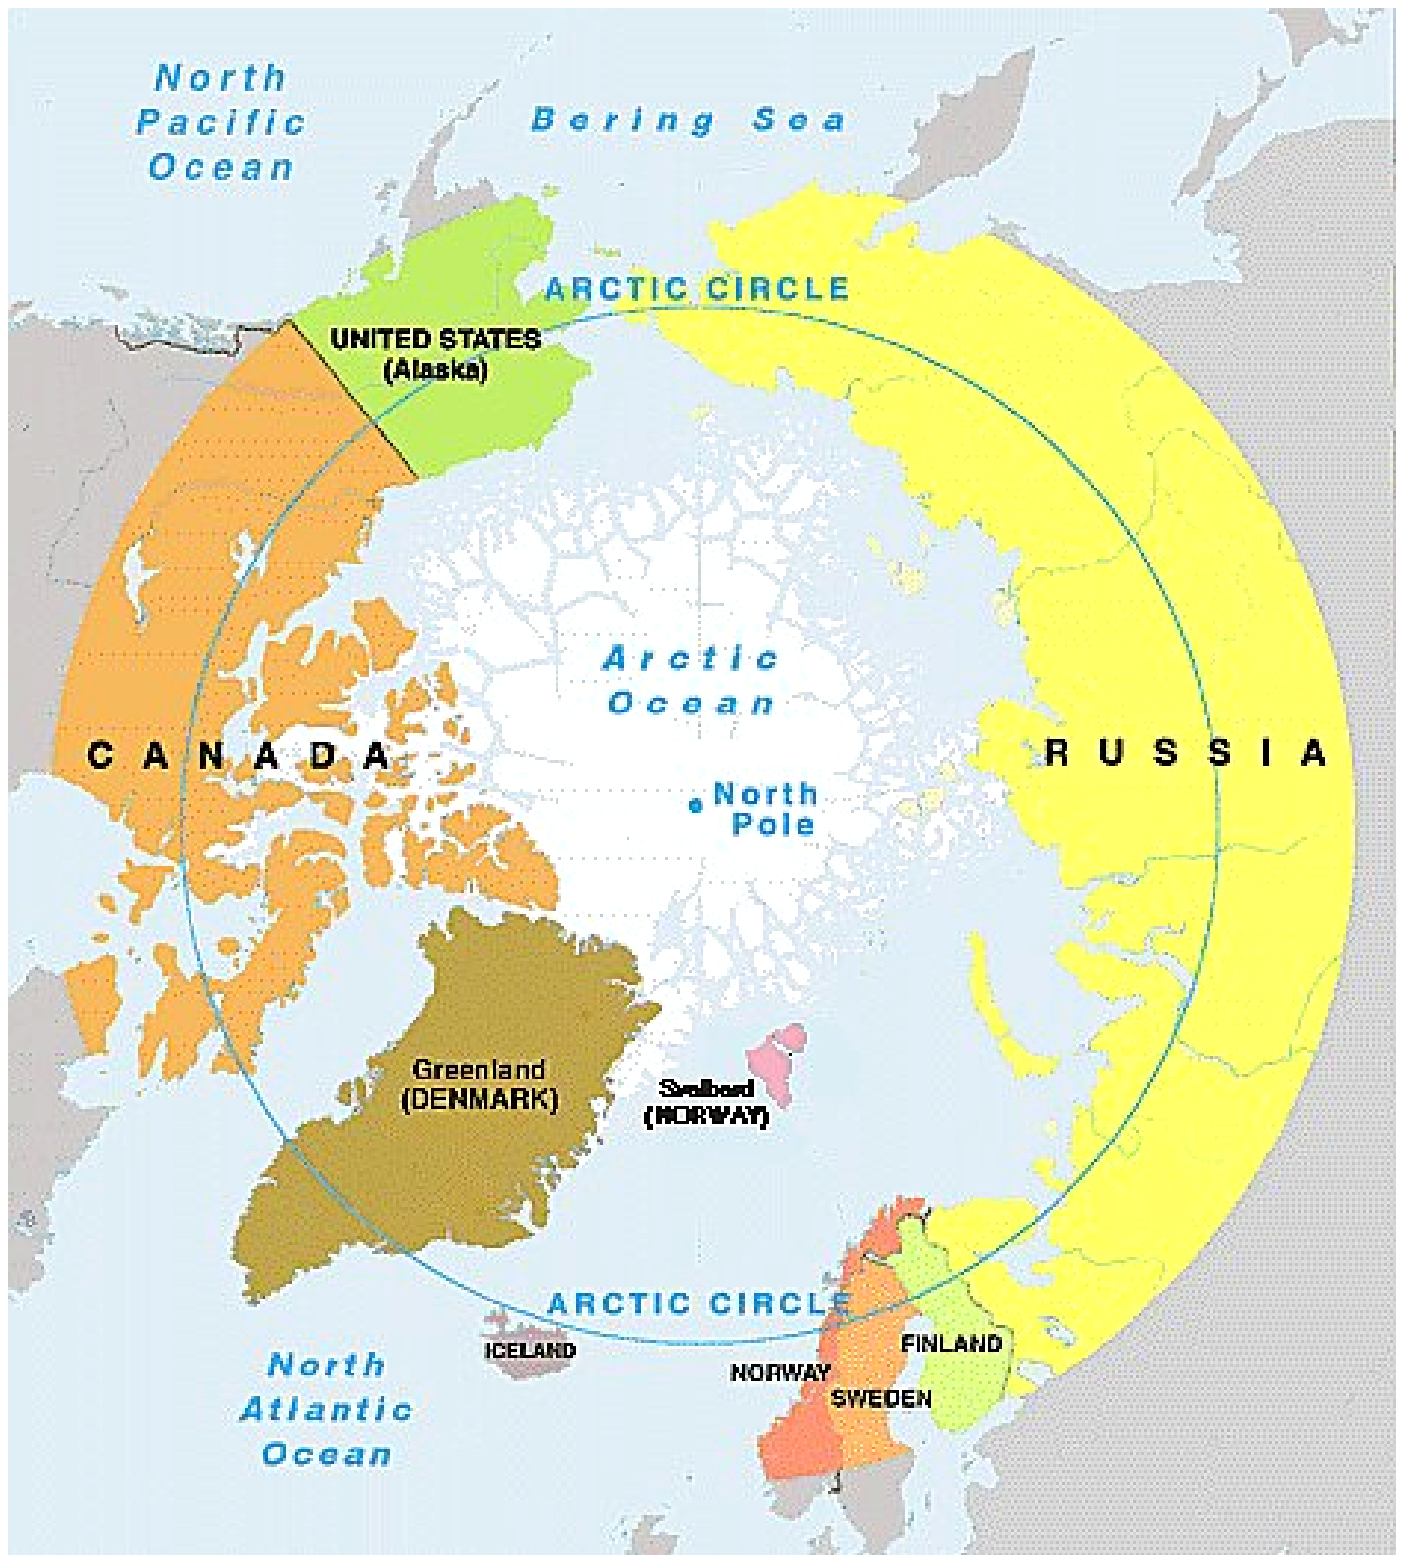 North
Pacific
Ocean
Bering Sea
ARCTIC CIRCLE
UNITED STATES
(Alaska)
Arctic
Ocean
CANADA
RUSSIA
North
Pole
Greenland
(DENMARK)
Svalbard
(NORWAY)
ARCTIC CIRCLE
ICELAND
FINLAND
NORWAY
SWEDEN
North
Atlantic
Ocean